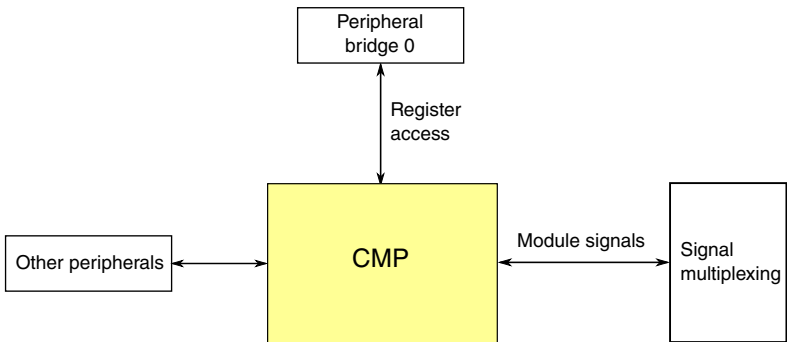 Peripheral
bridge 0
Register
access
Other peripherals
CMP
Module signals
Signal
multiplexing